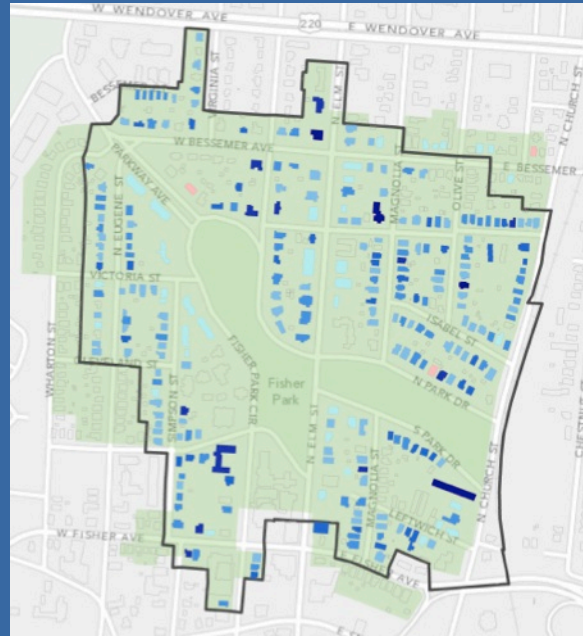 W WENDOVER AVE
220
E WENDOVER AVE
VIRGINIA ST
N ELM ST
N CHURCH ST
W BESSEMER AVE
E BESSEMER
PARKWAY AVE
MAGNOLIA ST
OLIVE ST
N EUGENE ST
VICTORIA ST
ISABEL ST
WHARTON ST
FISHER PARK CIR
Fisher
Park
N PARK DR
SIMPSON ST
N ELM ST
S PARK DR
MAGNOLIA ST
N CHURCH ST
LEFTWICH ST
W FISHER AVE
E FISHER AVE